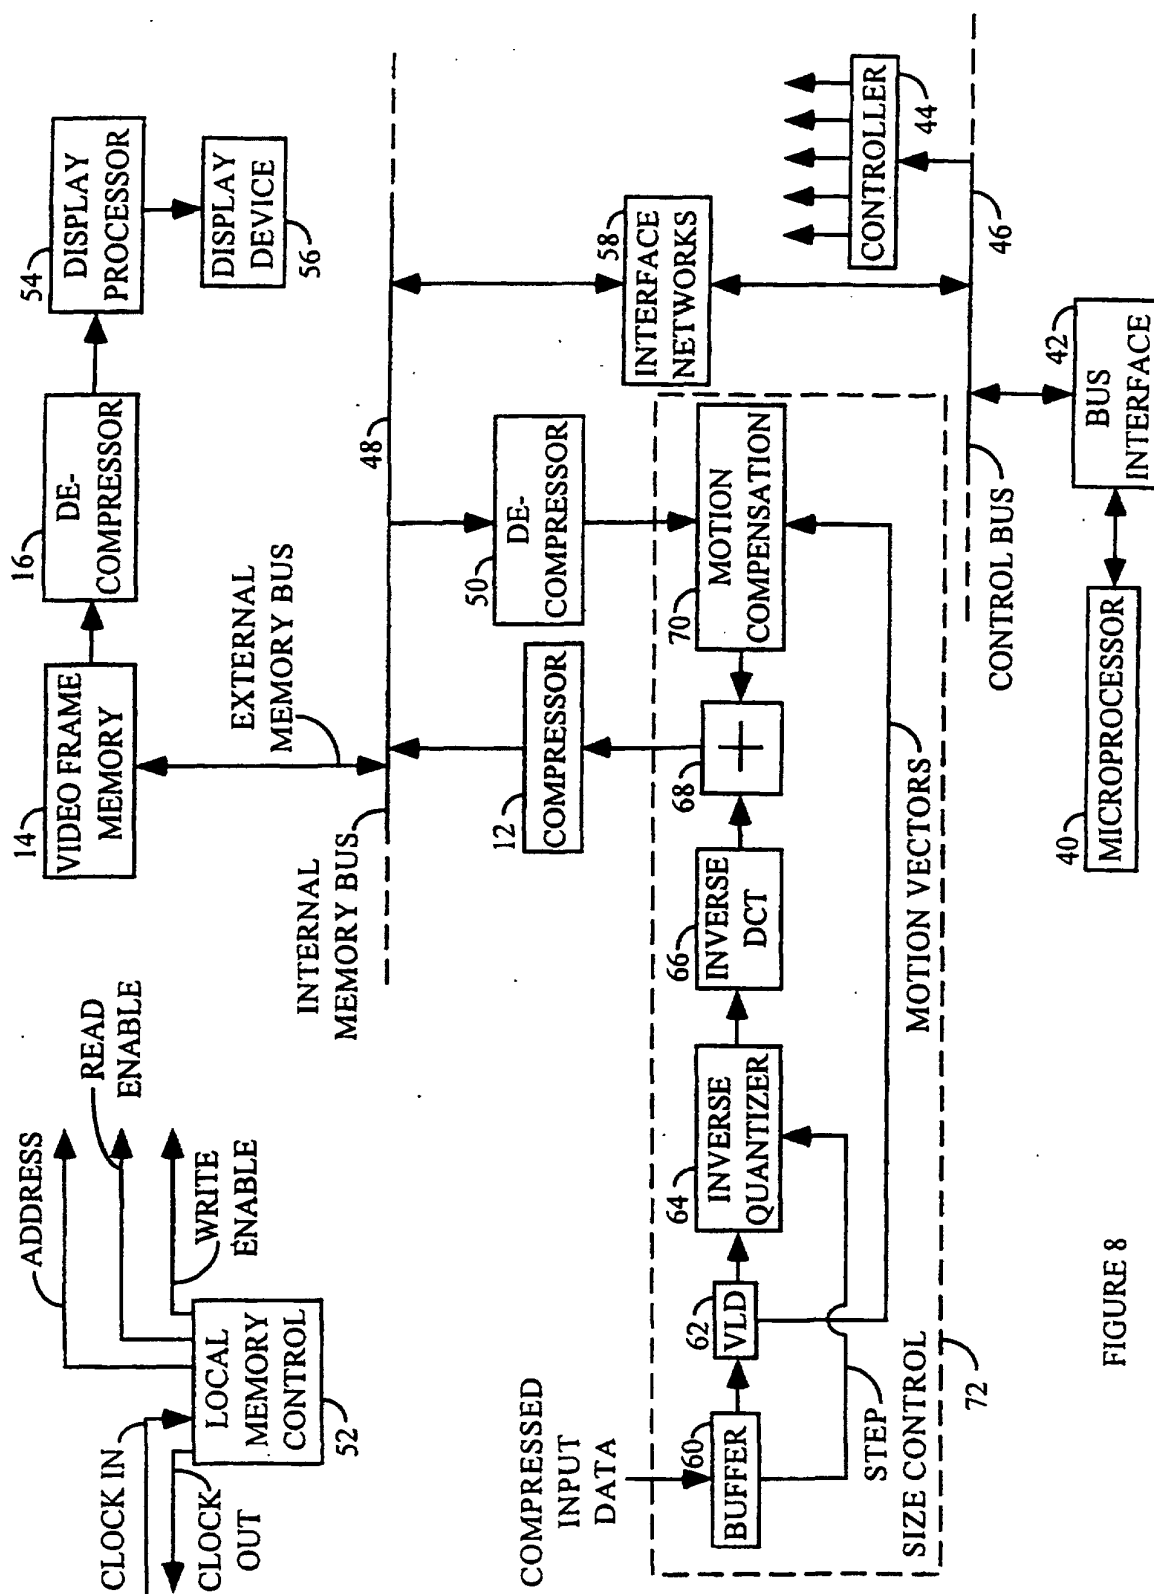 CLOCK IN
ADDRESS
READ
ENABLE
CLOCK
OUT
LOCAL
MEMORY
CONTROL
52
WRITE
ENABLE
14
VIDEO FRAME
MEMORY
16
DE-
COMPRESSOR
54
DISPLAY
PROCESSOR
DISPLAY
DEVICE
56
EXTERNAL
MEMORY BUS
INTERNAL
MEMORY BUS
48
12
COMPRESSOR
50
DE-
COMPRESSOR
58
INTERFACE
NETWORKS
CONTROLLER
44
46
COMPRESSED
INPUT
DATA
60
BUFFER
62
VLD
64
INVERSE
QUANTIZER
66
INVERSE
DCT
68
+
70
MOTION
COMPENSATION
STEP
SIZE CONTROL
MOTION VECTORS
72
CONTROL BUS
40
MICROPROCESSOR
42
BUS
INTERFACE
FIGURE 8